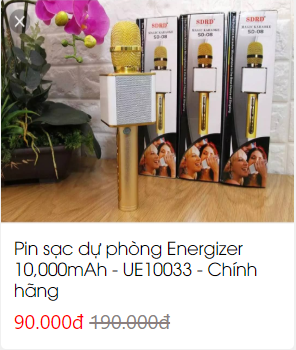 SDRD
MAGIC KARAOKE
SD-08
SDRD
MAGIC KARAOKE
SD-08
SDRD
MAGIC KARAOKE
SD-08
Pin sạc dự phòng Energizer
10,000mAh - UE10033 - Chính
hãng
90.000đ 190.000đ